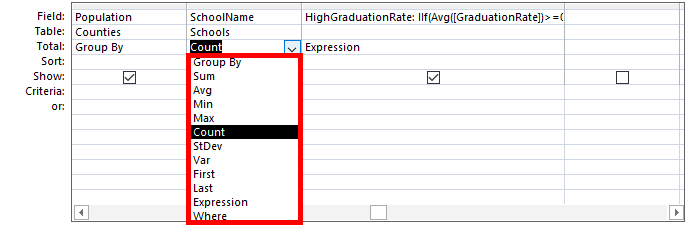 Field: Population SchoolName HighGraduationRate: IIf(Avg([GraduationRate])>=
Table: Counties Schools
Total: Group By Count Expression
Sort: Group By
Show: Sum
Criteria: Avg
or: Min
Max
Count
StDev
Var
First
Last
Expression
Where